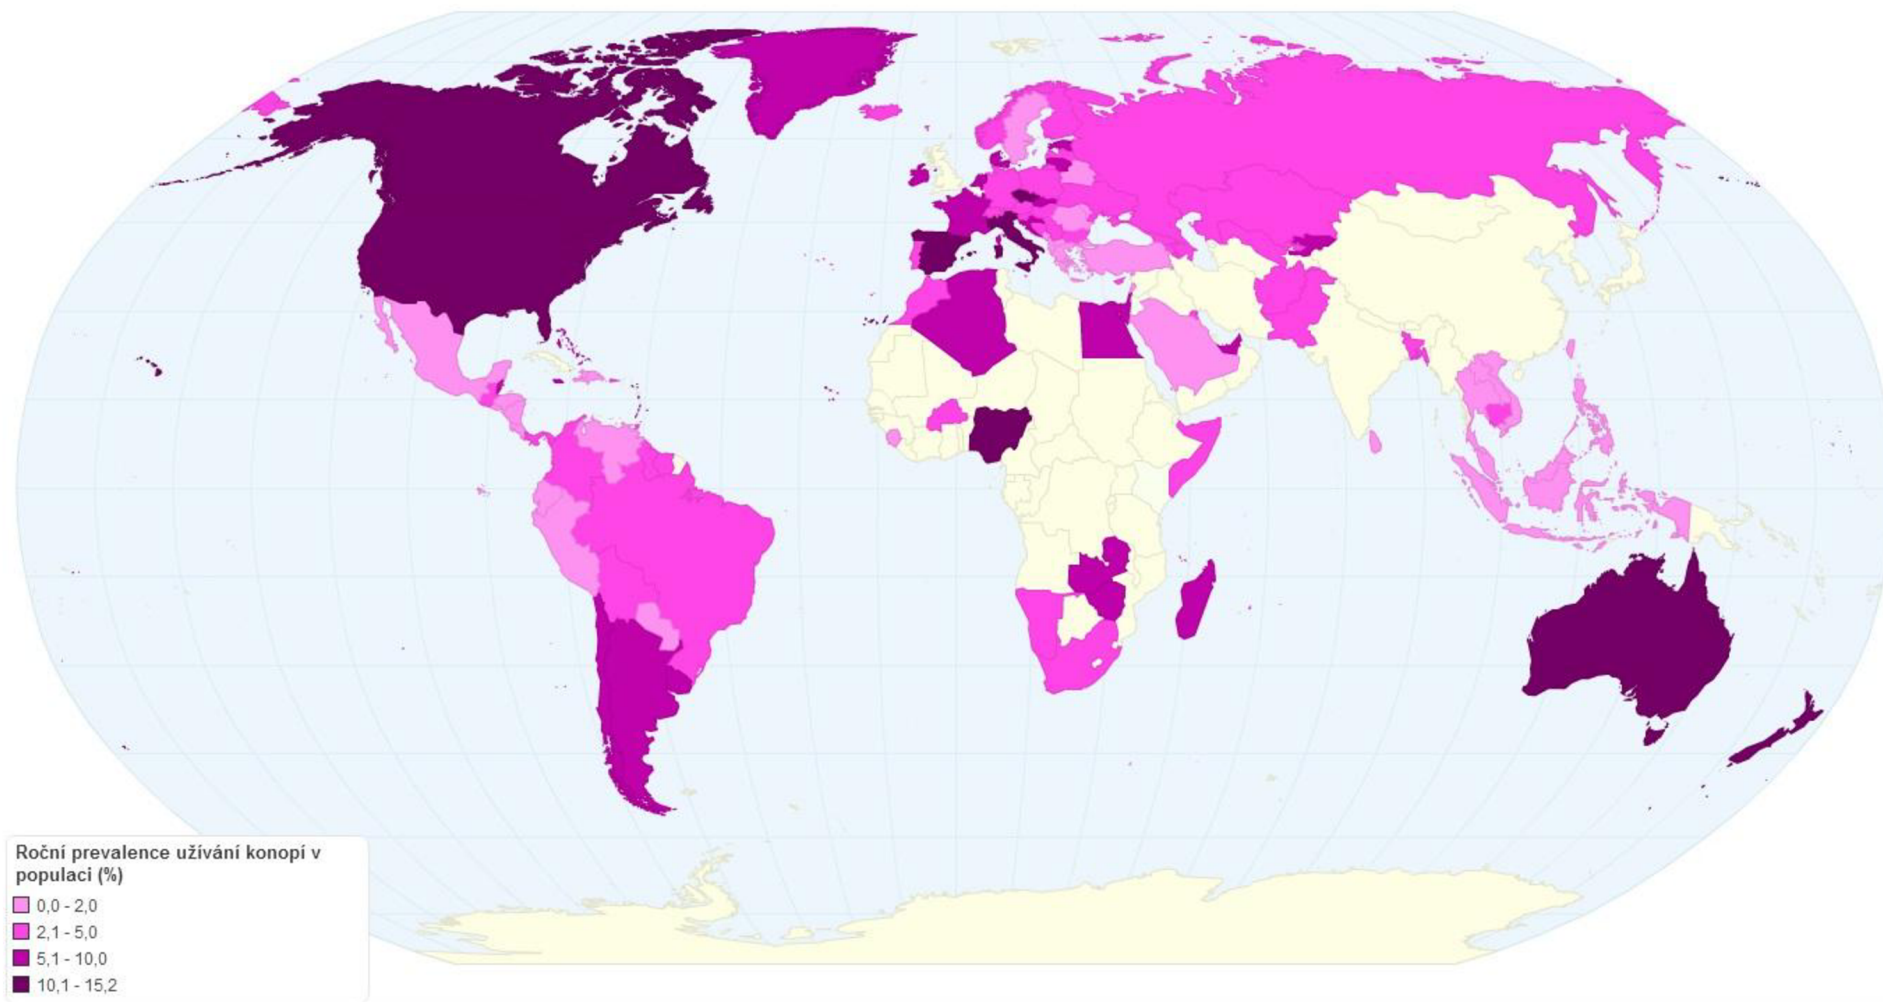 Roční prevalence užívání konopí v
populaci (%)
0,0 - 2,0
2,1 - 5,0
5,1 - 10,0
10,1 - 15,2